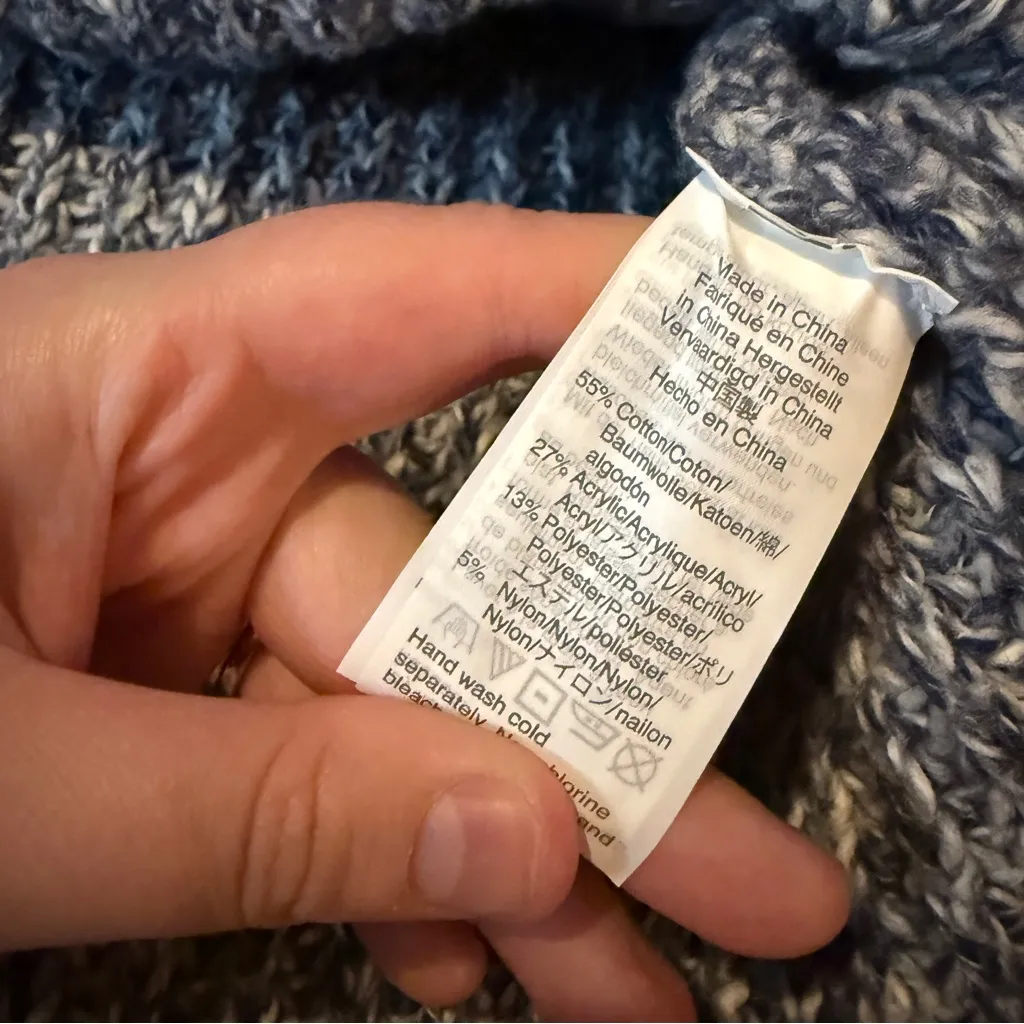 Made in China
Fariqué en Chine
in China Hergestellt
Vervaardigd in China
中国製
Hecho en China
55% Cotton/Coton/
Baumwolle/Katoen/綿/
algodón
27% Acrylic/Acrylique/Acryl/
Acryl/アクリル/acrílico
13% Polyester/Polyester/
Polyester/Polyester/ポリ
エステル/poliéster
5% Nylon/Nylon/Nylon/
Nylon/ナイロン/nailon
Hand wash cold
separately. chlorine